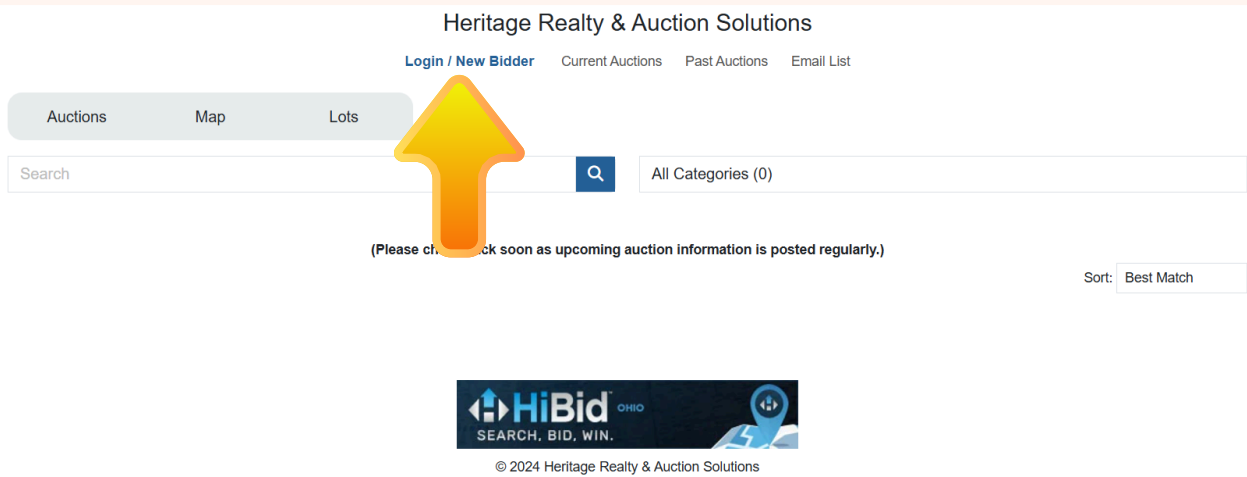 Heritage Realty & Auction Solutions
Login / New Bidder Current Auctions Past Auctions Email List
Auctions Map Lots
Search All Categories (0)
(Please ck soon as upcoming auction information is posted regularly.)
Sort: Best Match
HiBid OHIO
SEARCH, BID, WIN.
© 2024 Heritage Realty & Auction Solutions